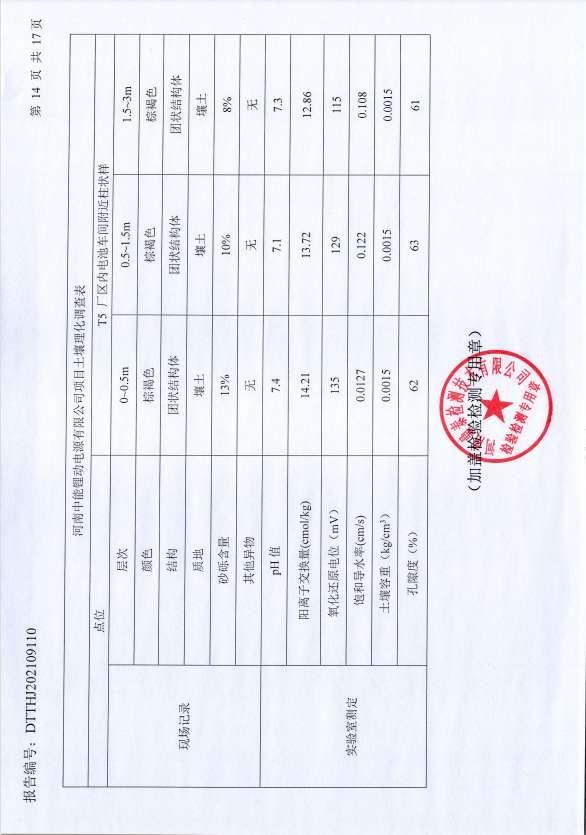 报告编号：DTTHJ202109110
第 14 页 共 17 页
河南中能锂动电源有限公司项目土壤理化调查表
点位 T5 厂区内电池车间附近柱状样
现场记录
层次 0~0.5m 0.5~1.5m 1.5~3m
颜色 棕褐色 棕褐色 棕褐色
结构 团状结构体 团状结构体 团状结构体
质地 壤土 壤土 壤土
砂砾含量 13% 10% 8%
其他异物 无 无 无
实验室测定
pH 值 7.4 7.1 7.3
阳离子交换量(cmol/kg) 14.21 13.72 12.86
氧化还原电位（mV） 135 129 115
饱和导水率(cm/s) 0.0127 0.122 0.108
土壤容重（kg/cm³） 0.0015 0.0015 0.0015
孔隙度（%） 62 63 61
（加盖检验检测专用章）
检测技术有限公司
检验检测专用章